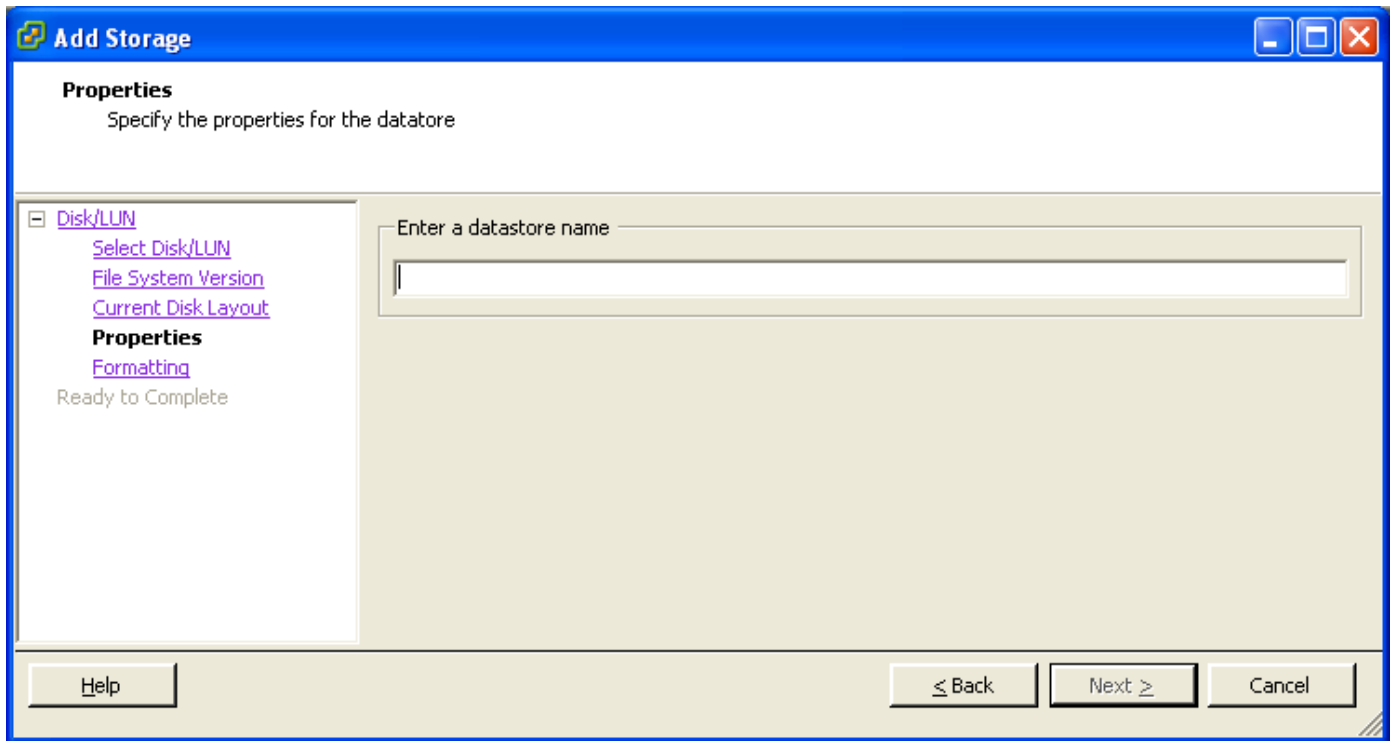 Add Storage
Properties
Specify the properties for the datatore
Disk/LUN
Select Disk/LUN
File System Version
Current Disk Layout
Properties
Formatting
Ready to Complete
Enter a datastore name
Help
< Back
Next >
Cancel